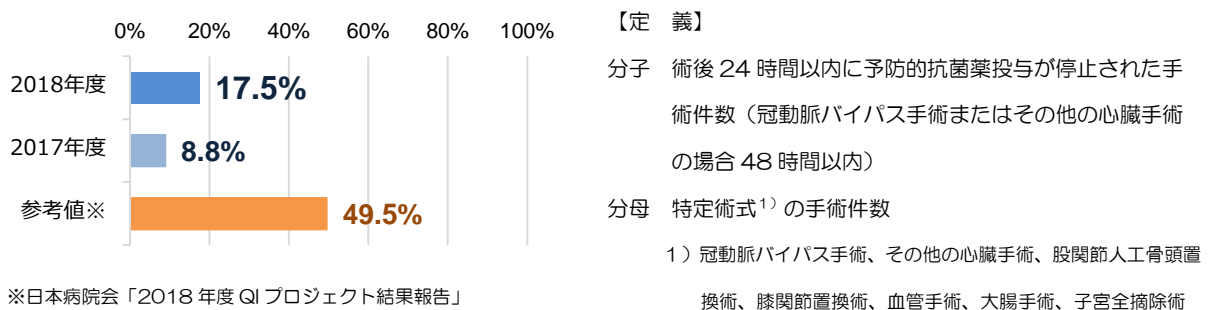 0% 20% 40% 60% 80% 100%
2018年度 17.5%
2017年度 8.8%
参考値※ 49.5%
※日本病院会「2018 年度 QI プロジェクト結果報告」
【定　義】
分子　術後 24 時間以内に予防的抗菌薬投与が停止された手
術件数（冠動脈バイパス手術またはその他の心臓手術
の場合 48 時間以内）
分母　特定術式¹⁾の手術件数
１）冠動脈バイパス手術、その他の心臓手術、股関節人工骨頭置
換術、膝関節置換術、血管手術、大腸手術、子宮全摘除術